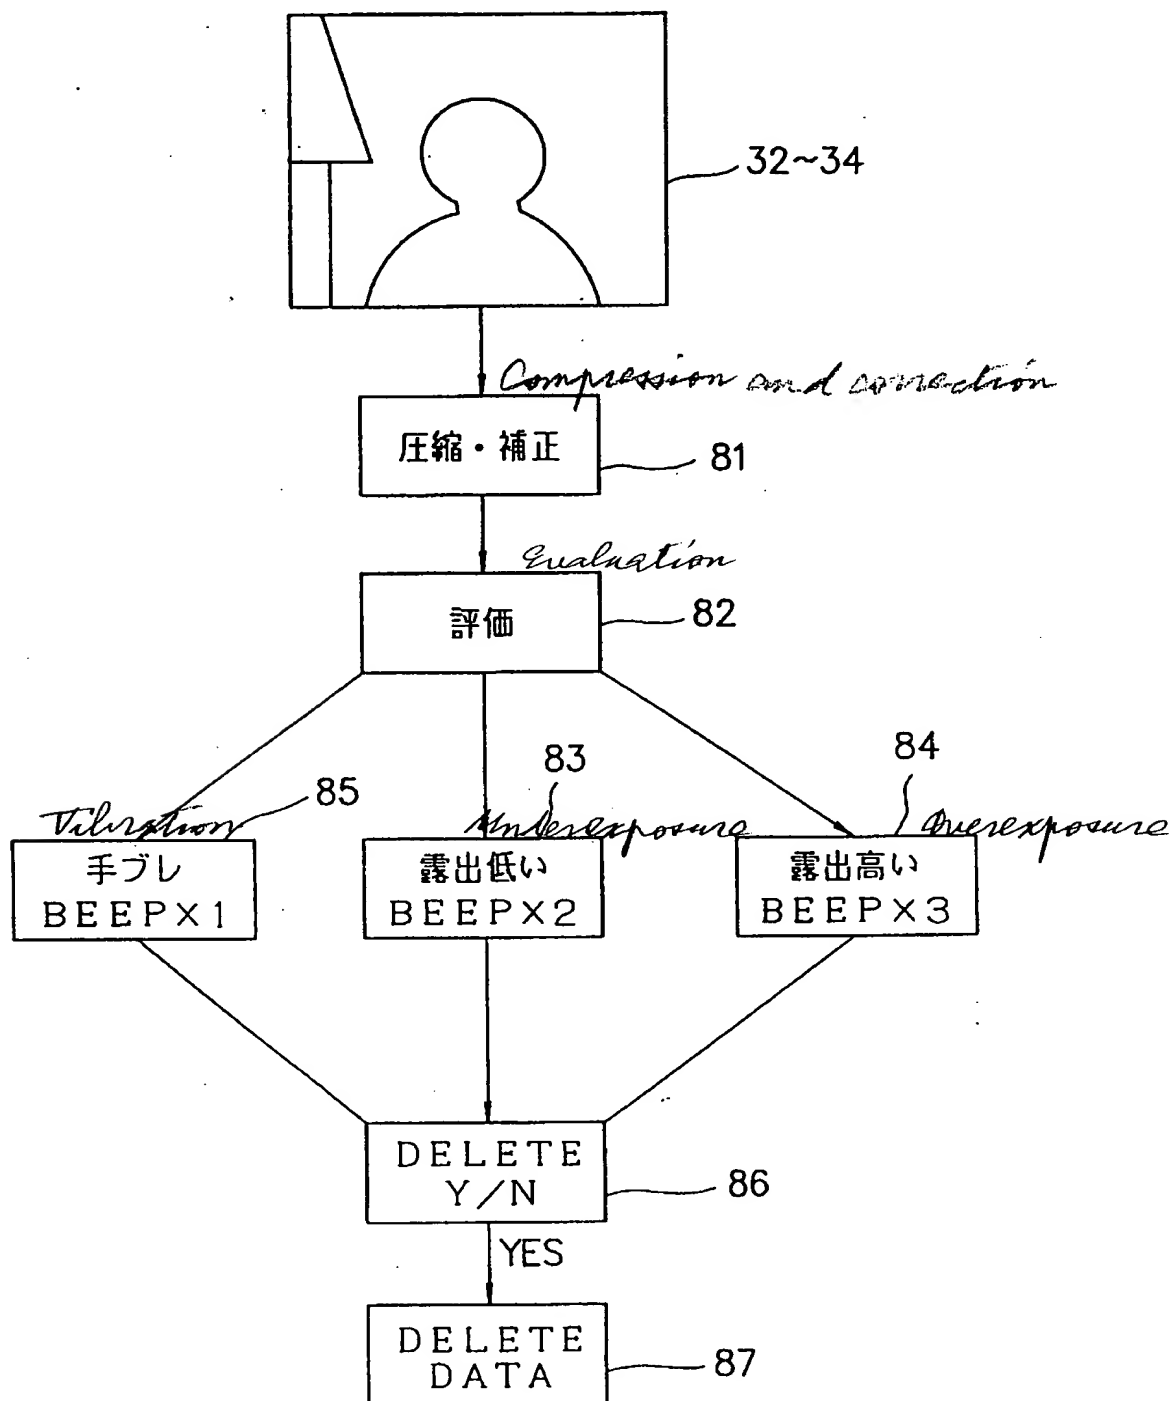 32~34
Compression and correction
圧縮・補正
81
Evaluation
評価
82
83
84
85
Vibration
Underexposure
Overexposure
手ブレ
BEEP×1
露出低い
BEEP×2
露出高い
BEEP×3
DELETE
Y/N
86
YES
DELETE
DATA
87